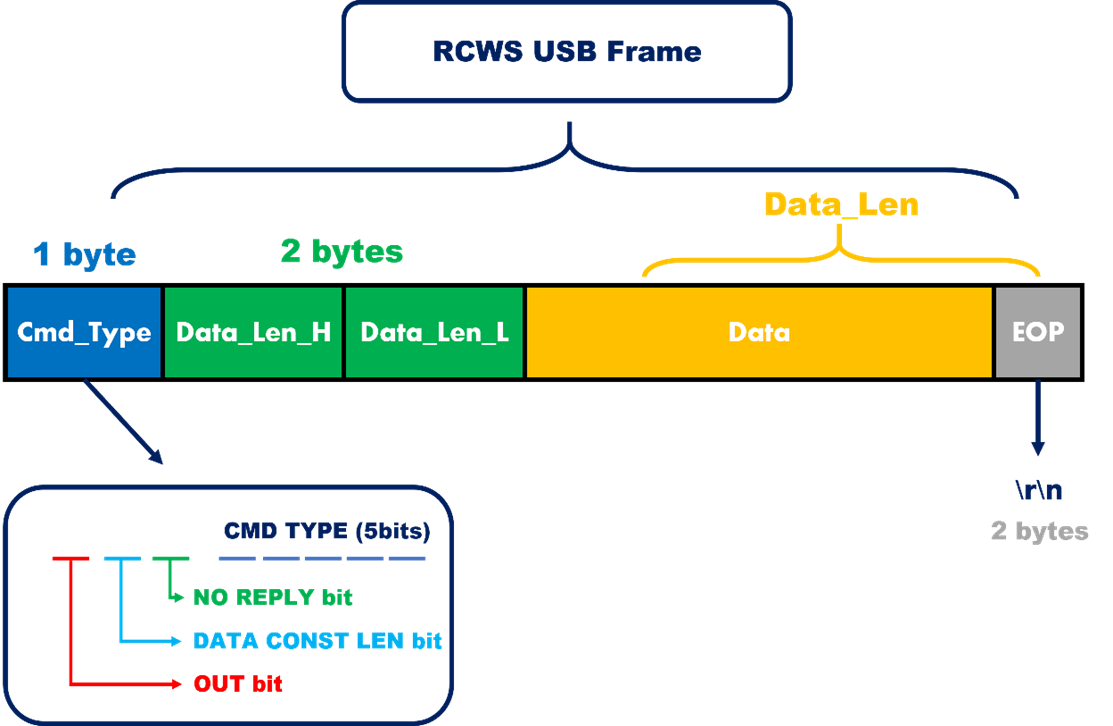 RCWS USB Frame
Data_Len
1 byte
2 bytes
Cmd_Type
Data_Len_H
Data_Len_L
Data
EOP
\r\n
2 bytes
CMD TYPE (5bits)
NO REPLY bit
DATA CONST LEN bit
OUT bit